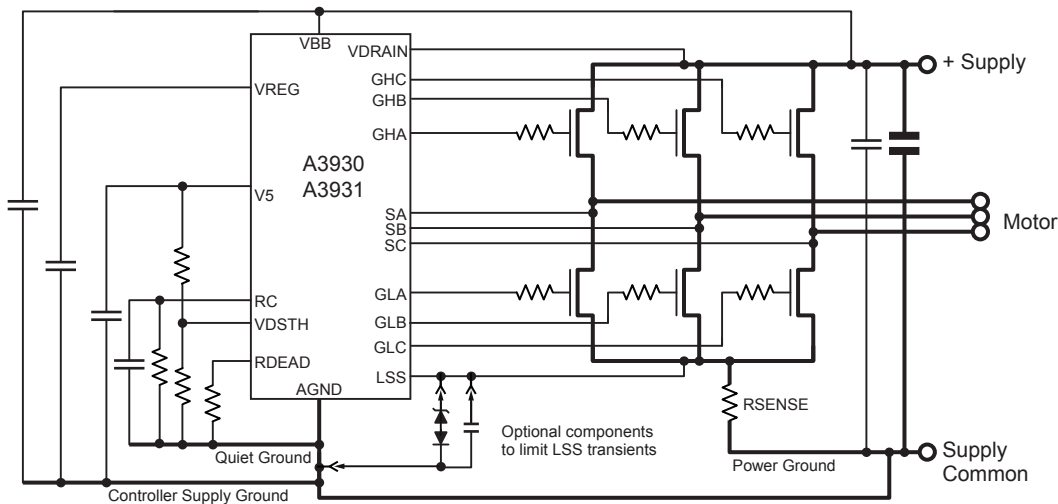 VBB
VDRAIN
+ Supply
GHC
VREG
GHB
GHA
A3930
A3931
V5
SA
SB
Motor
SC
GLA
RC
GLB
VDSTH
GLC
RDEAD
LSS
AGND
RSENSE
Optional components
to limit LSS transients
Supply
Common
Quiet Ground
Power Ground
Controller Supply Ground